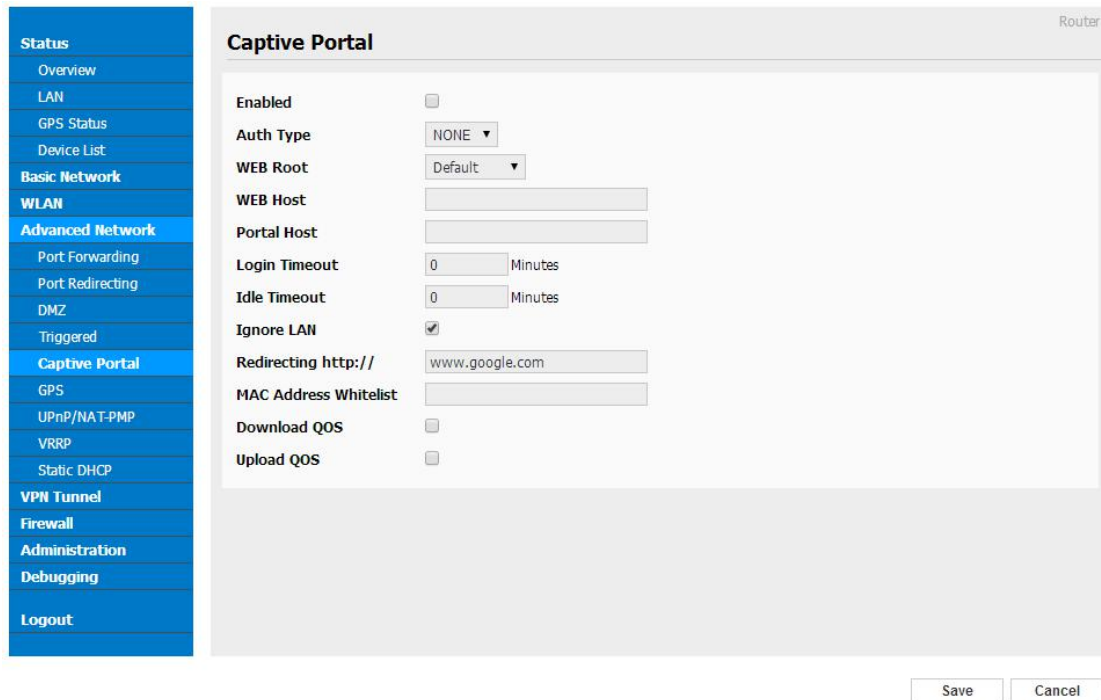 Router
Status
Overview
LAN
GPS Status
Device List
Basic Network
WLAN
Advanced Network
Port Forwarding
Port Redirecting
DMZ
Triggered
Captive Portal
GPS
UPnP/NAT-PMP
VRRP
Static DHCP
VPN Tunnel
Firewall
Administration
Debugging
Logout
Captive Portal
Enabled
Auth Type NONE
WEB Root Default
WEB Host
Portal Host
Login Timeout 0 Minutes
Idle Timeout 0 Minutes
Ignore LAN
Redirecting http:// www.google.com
MAC Address Whitelist
Download QOS
Upload QOS
Save Cancel